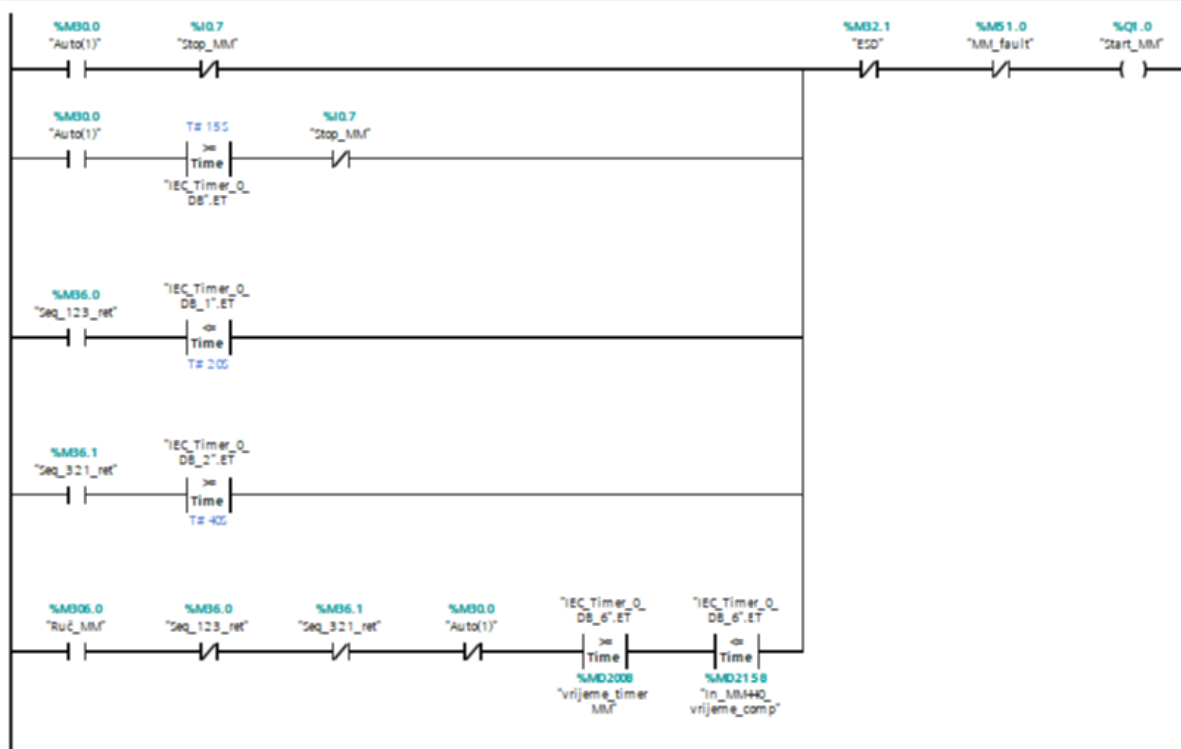 %M30.0 %I0.7 %M32.1 %M51.0 %Q1.0
"Auto(1)" "Stop_MM" "ESD" "MM_fault" "Start_MM"
%M30.0 %I0.7
"Auto(1)" T# 15S "Stop_MM"
>=
Time
"IEC_Timer_0_
DB".ET
"IEC_Timer_0_
%M36.0 DB_1".ET
"Seq_123_ret"
<=
Time
T# 20S
"IEC_Timer_0_
%M36.1 DB_2".ET
"Seq_321_ret"
>=
Time
T# 40S
"IEC_Timer_0_ "IEC_Timer_0_
%M306.0 %M36.0 %M36.1 %M30.0 DB_6".ET DB_6".ET
"Ruč_MM" "Seq_123_ret" "Seq_321_ret" "Auto(1)"
>= <=
Time Time
%MD2008 %MD2158
"vrijeme_timer "In_MM+H0_
MM" vrijeme_comp"